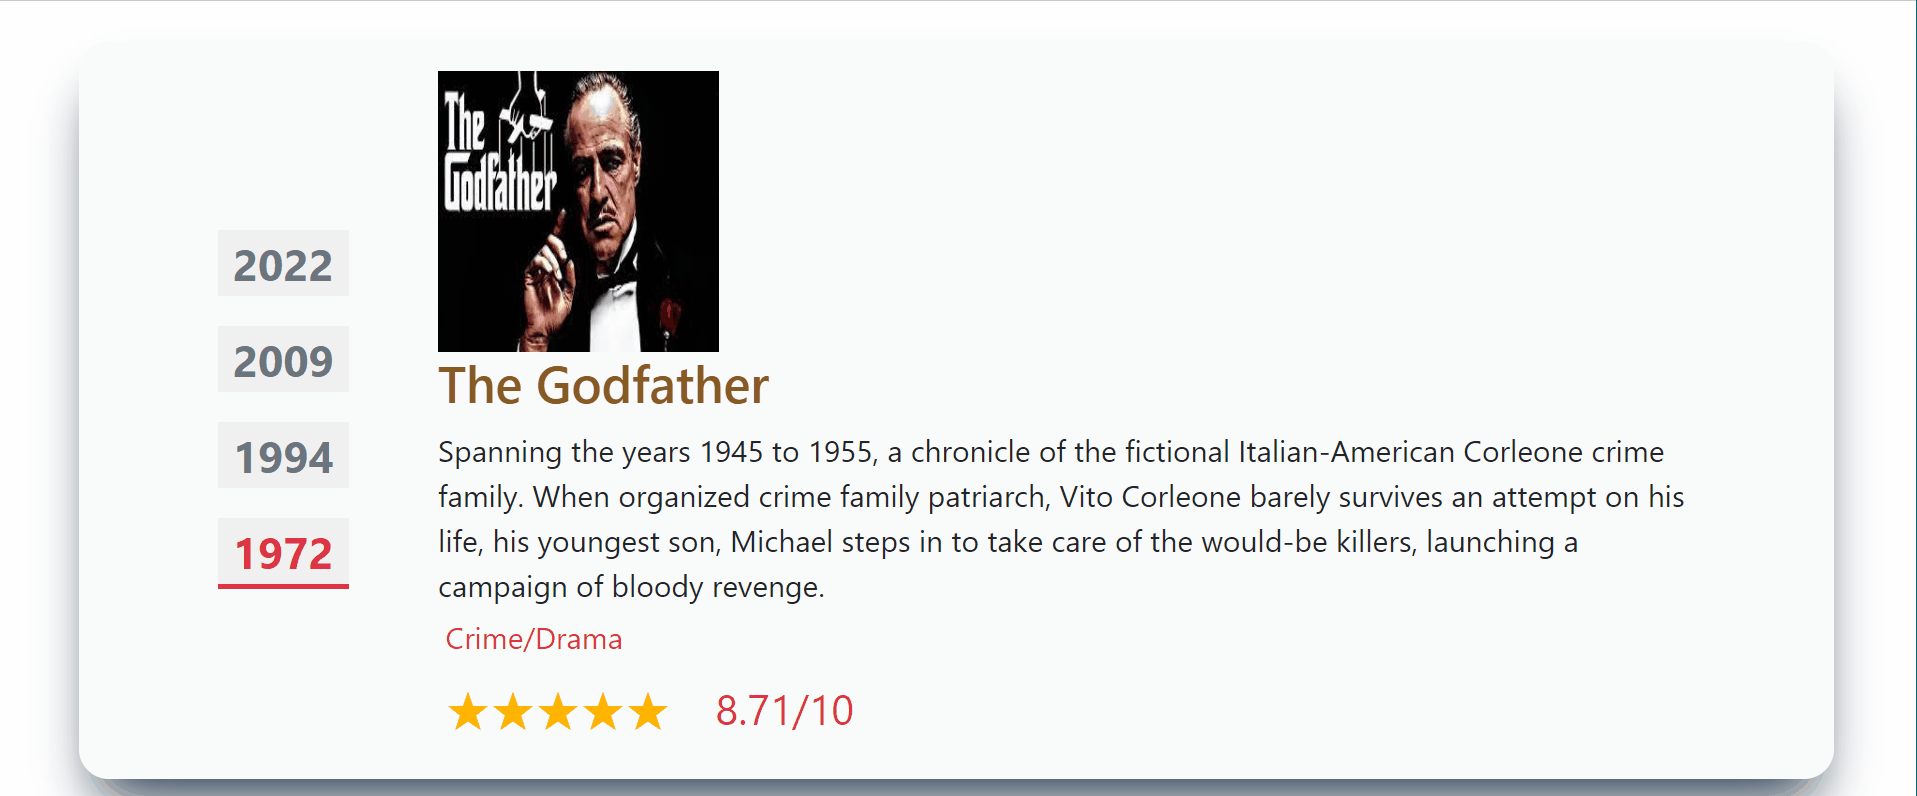 The
Godfather
2022
2009
1994
1972
The Godfather
Spanning the years 1945 to 1955, a chronicle of the fictional Italian-American Corleone crime
family. When organized crime family patriarch, Vito Corleone barely survives an attempt on his
life, his youngest son, Michael steps in to take care of the would-be killers, launching a
campaign of bloody revenge.
Crime/Drama
8.71/10